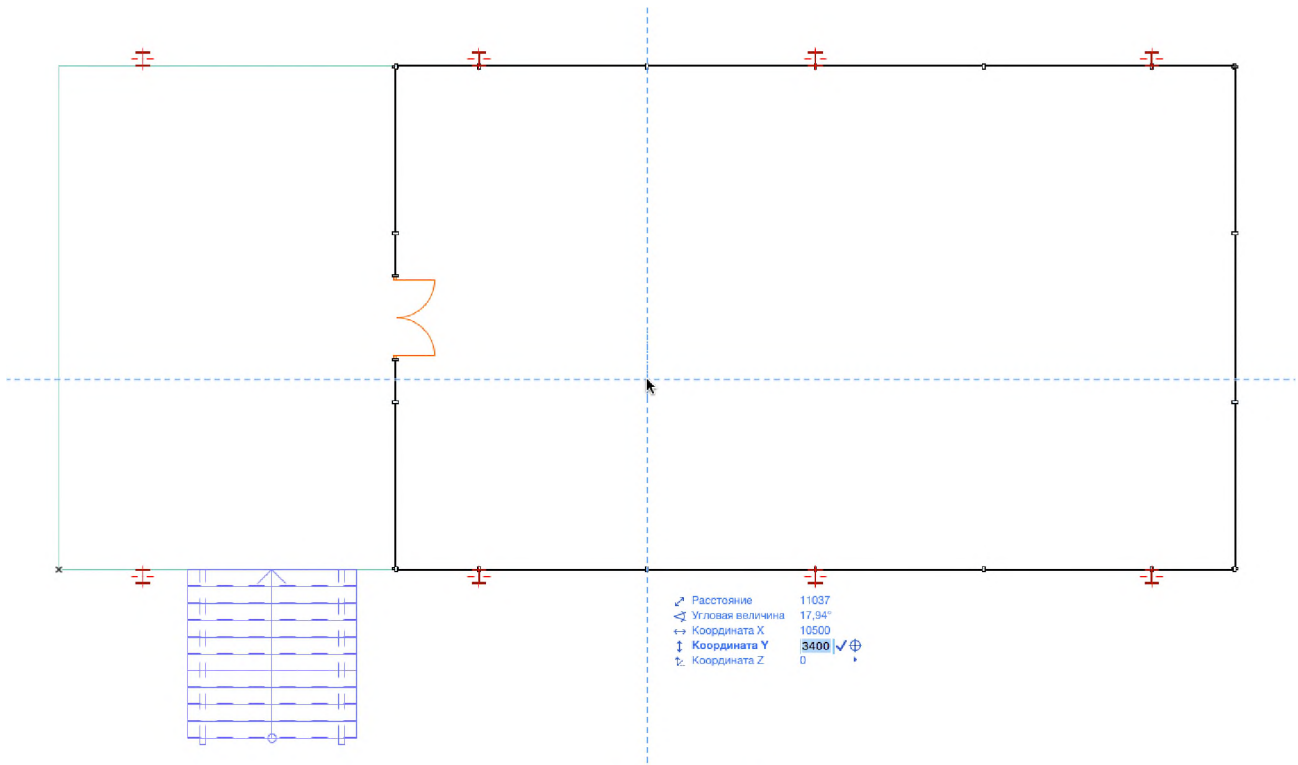 Расстояние 11037
Угловая величина 17,94°
Координата X 10500
Координата Y 3400
Координата Z 0